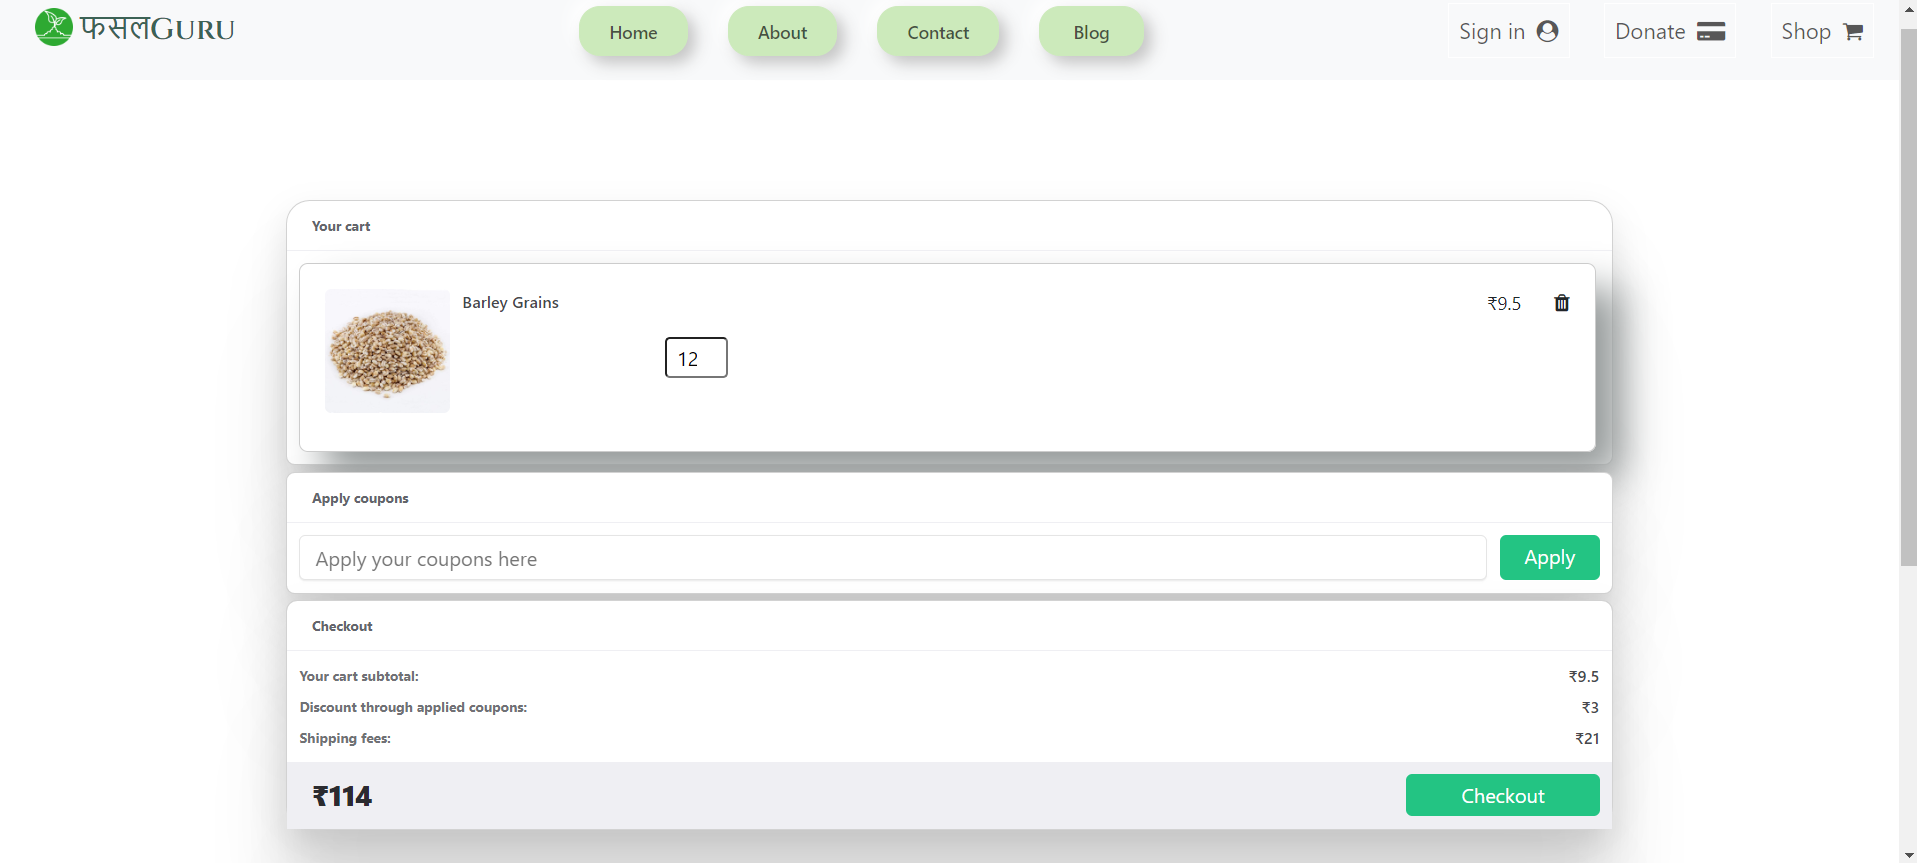 फसलGURU
Home
About
Contact
Blog
Sign in
Donate
Shop
Your cart
Barley Grains
₹9.5
12
Apply coupons
Apply your coupons here
Apply
Checkout
Your cart subtotal: ₹9.5
Discount through applied coupons: ₹3
Shipping fees: ₹21
₹114
Checkout